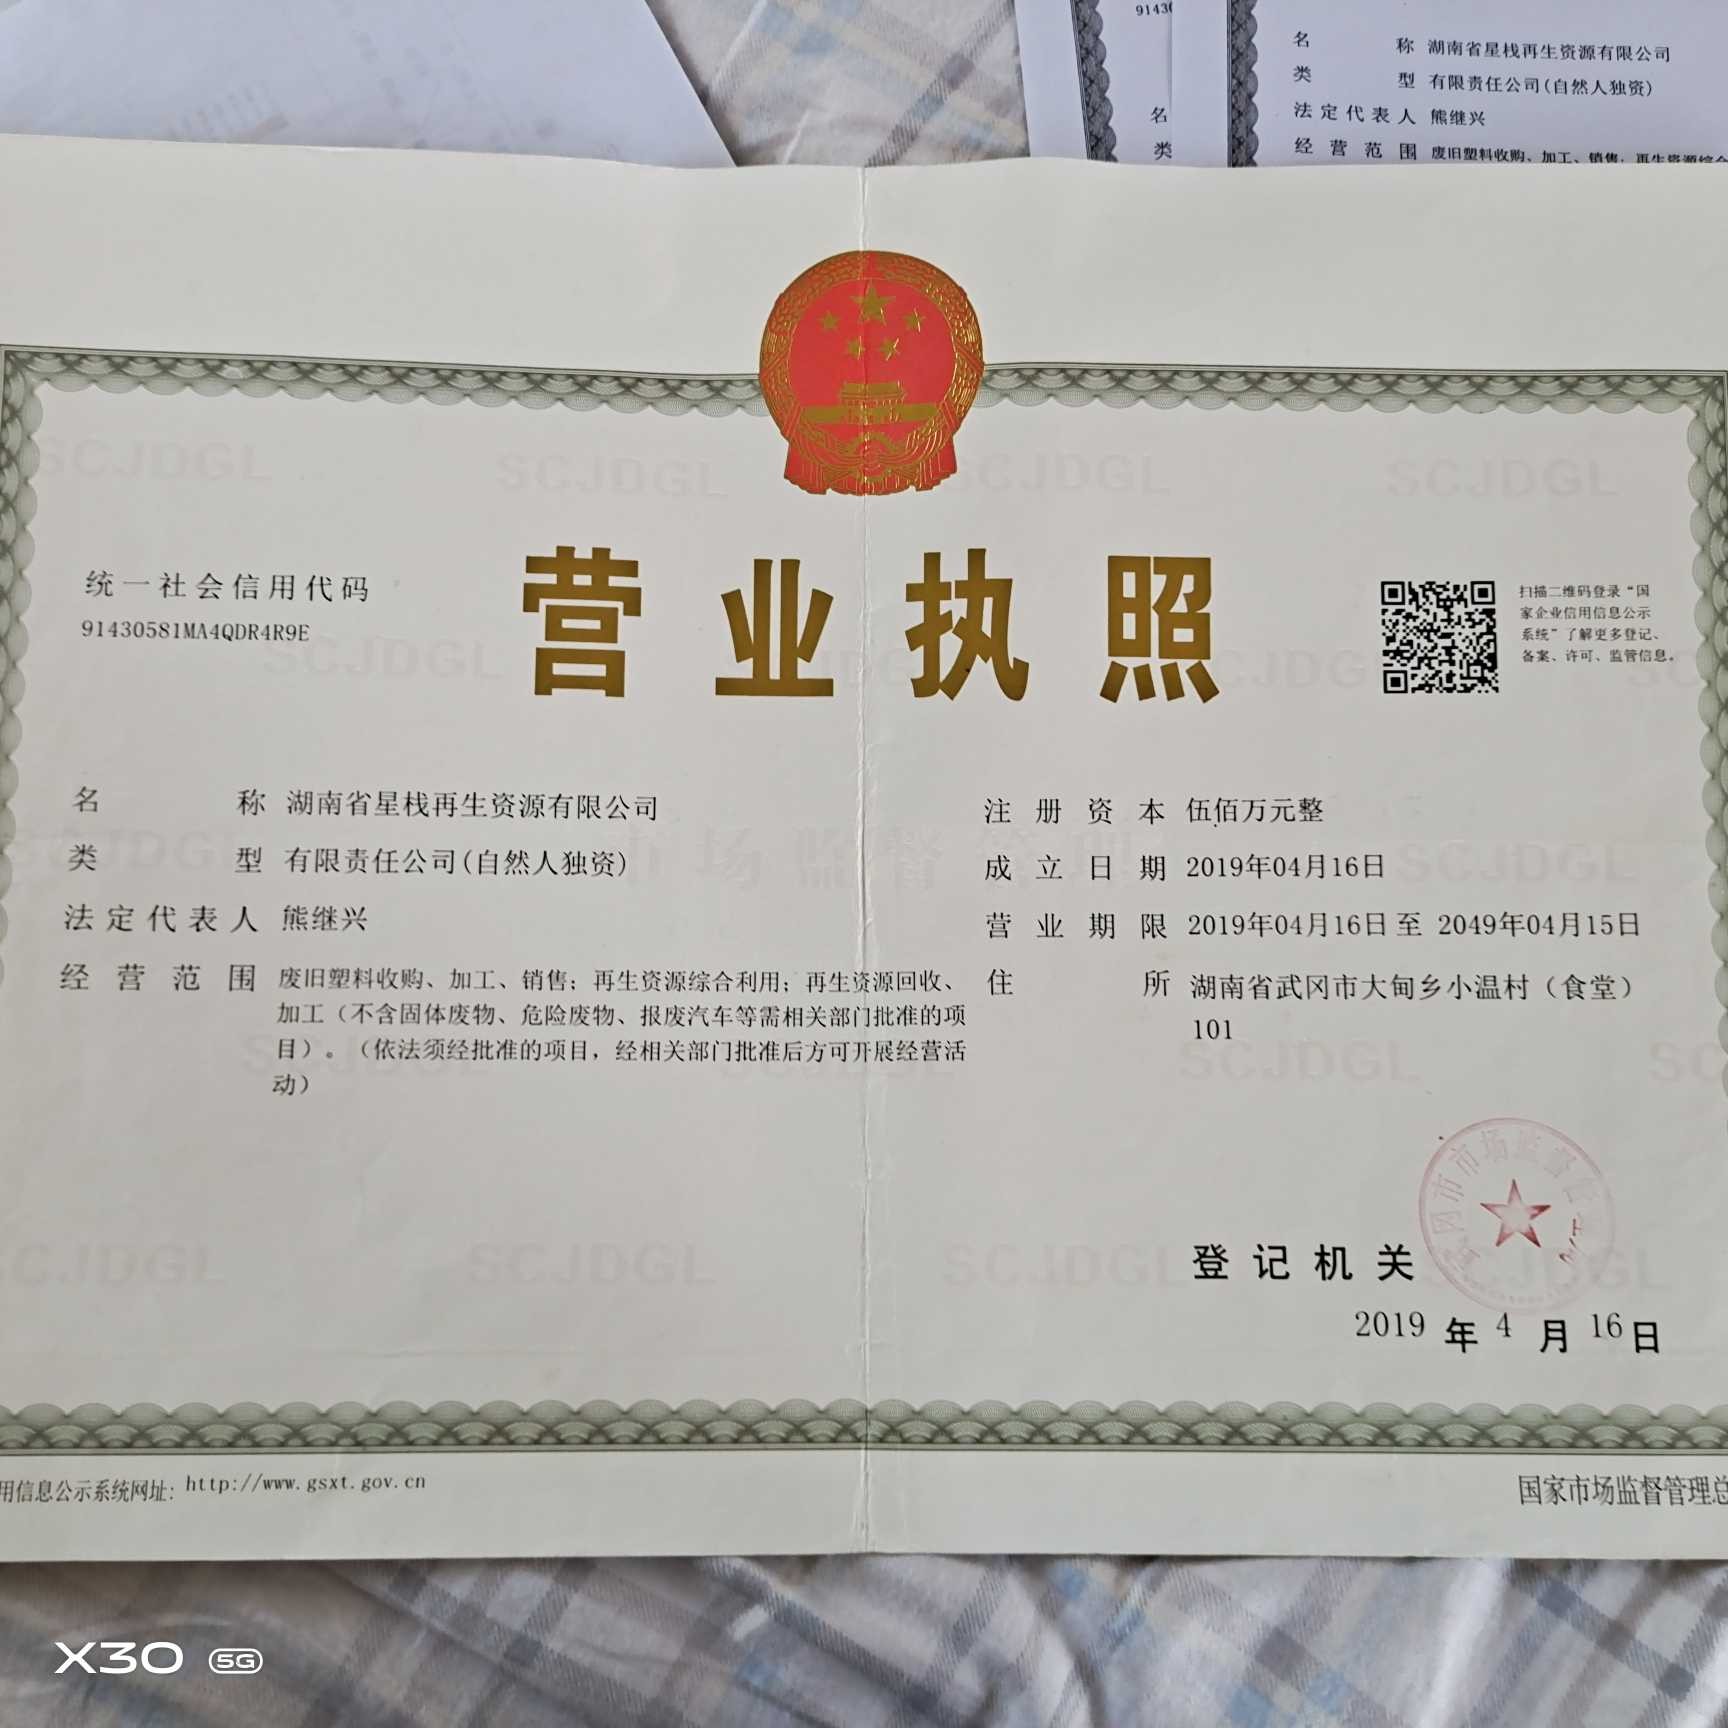 91430
名
类
名 称 湖南省星栈再生资源有限公司
类 型 有限责任公司(自然人独资)
法定代表人 熊继兴
经营范围 废旧塑料收购、加工、销售；再生资源综合
统一社会信用代码
91430581MA4QDR4R9E
营业执照
扫描二维码登录“国
家企业信用信息公示
系统”了解更多登记、
备案、许可、监管信息。
名 称 湖南省星栈再生资源有限公司
类 型 有限责任公司(自然人独资)
法定代表人 熊继兴
经营范围 废旧塑料收购、加工、销售；再生资源综合利用；再生资源回收、
加工（不含固体废物、危险废物、报废汽车等需相关部门批准的项
目）。（依法须经批准的项目，经相关部门批准后方可开展经营活
动）
注册资本 伍佰万元整
成立日期 2019年04月16日
营业期限 2019年04月16日至 2049年04月15日
住 所 湖南省武冈市大甸乡小温村（食堂）
101
登记机关
冈市市场监督管
2019 年 4 月 16 日
用信息公示系统网址：http://www.gsxt.gov.cn
国家市场监督管理总
SCJDGL
市场监督管理
X30 5G